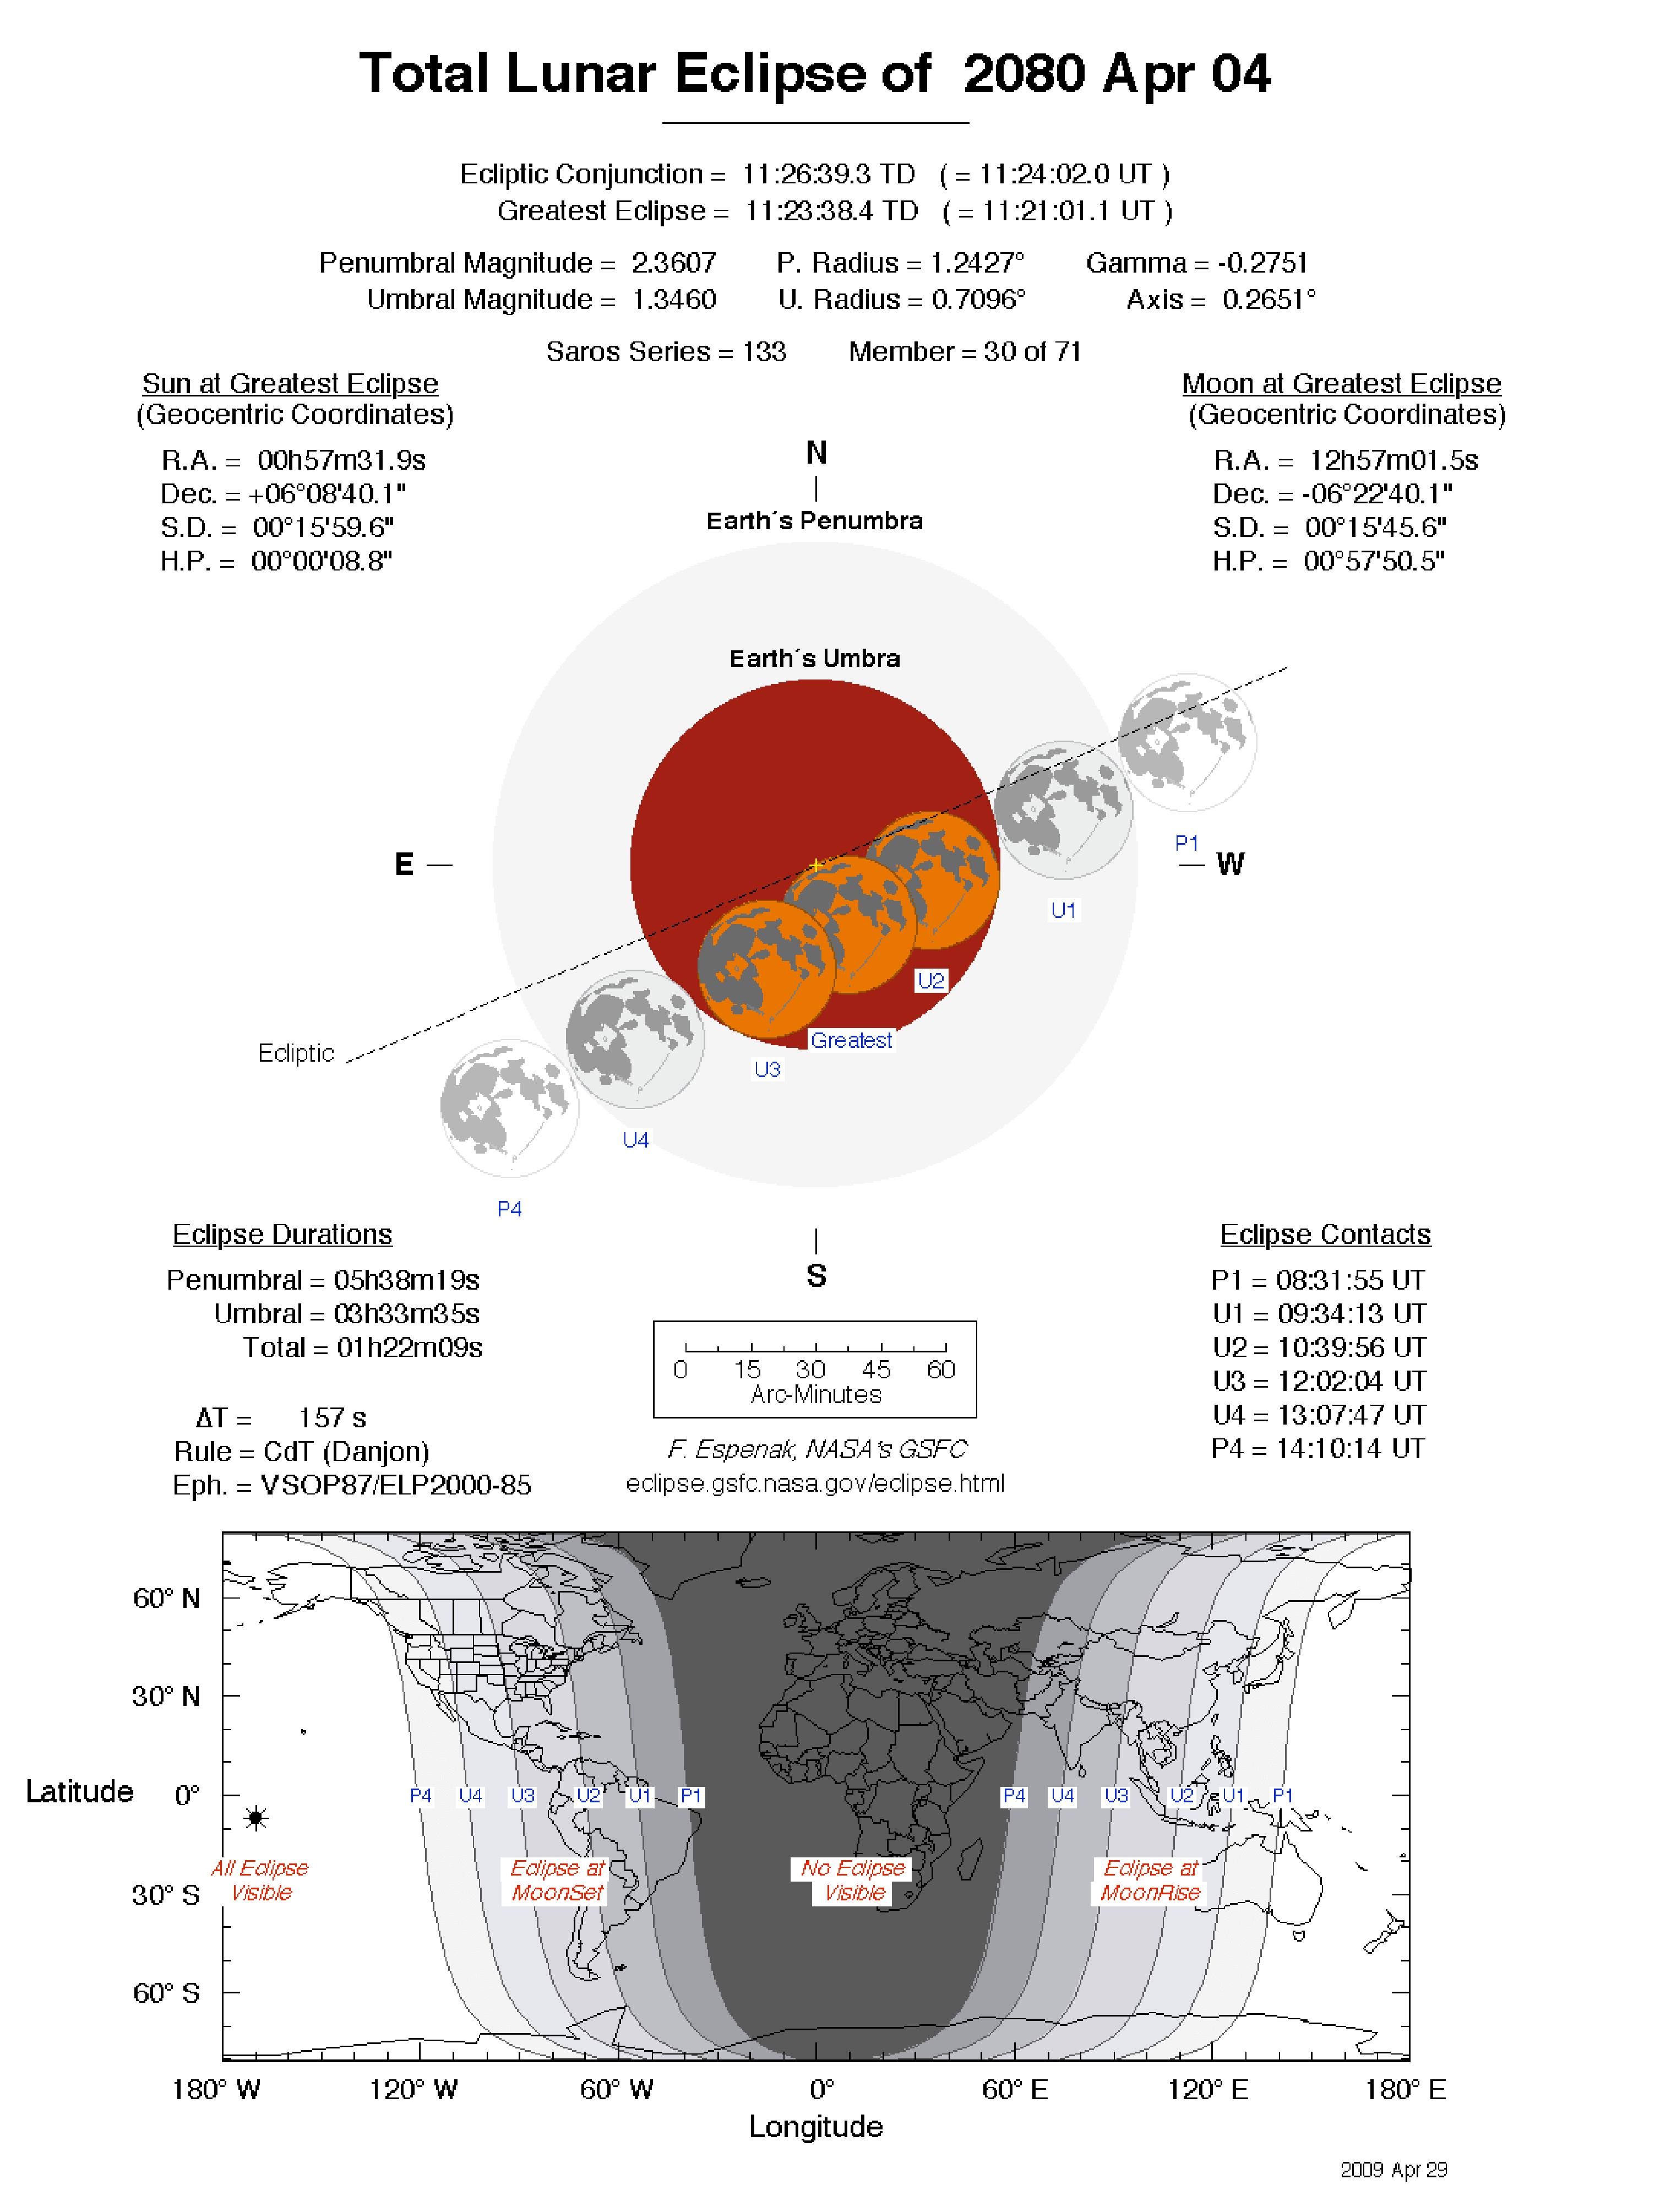 Total Lunar Eclipse of 2080 Apr 04
Ecliptic Conjunction = 11:26:39.3 TD ( = 11:24:02.0 UT )
Greatest Eclipse = 11:23:38.4 TD ( = 11:21:01.1 UT )
Penumbral Magnitude = 2.3607 P. Radius = 1.2427° Gamma = -0.2751
Umbral Magnitude = 1.3460 U. Radius = 0.7096° Axis = 0.2651°
Saros Series = 133 Member = 30 of 71
Sun at Greatest Eclipse
(Geocentric Coordinates)
R.A. = 00h57m31.9s
Dec. = +06°08'40.1"
S.D. = 00°15'59.6"
H.P. = 00°00'08.8"
Moon at Greatest Eclipse
(Geocentric Coordinates)
R.A. = 12h57m01.5s
Dec. = -06°22'40.1"
S.D. = 00°15'45.6"
H.P. = 00°57'50.5"
N
Earth´s Penumbra
Earth´s Umbra
E
W
P1
U1
U2
Greatest
U3
U4
P4
Ecliptic
S
Eclipse Durations
Penumbral = 05h38m19s
Umbral = 03h33m35s
Total = 01h22m09s
ΔT = 157 s
Rule = CdT (Danjon)
Eph. = VSOP87/ELP2000-85
0 15 30 45 60
Arc-Minutes
F. Espenak, NASA's GSFC
eclipse.gsfc.nasa.gov/eclipse.html
Eclipse Contacts
P1 = 08:31:55 UT
U1 = 09:34:13 UT
U2 = 10:39:56 UT
U3 = 12:02:04 UT
U4 = 13:07:47 UT
P4 = 14:10:14 UT
60° N
30° N
Latitude 0°
30° S
60° S
P4 U4 U3 U2 U1 P1 P4 U4 U3 U2 U1 P1
All Eclipse
Visible
Eclipse at
MoonSet
No Eclipse
Visible
Eclipse at
MoonRise
180° W 120° W 60° W 0° 60° E 120° E 180° E
Longitude
2009 Apr 29